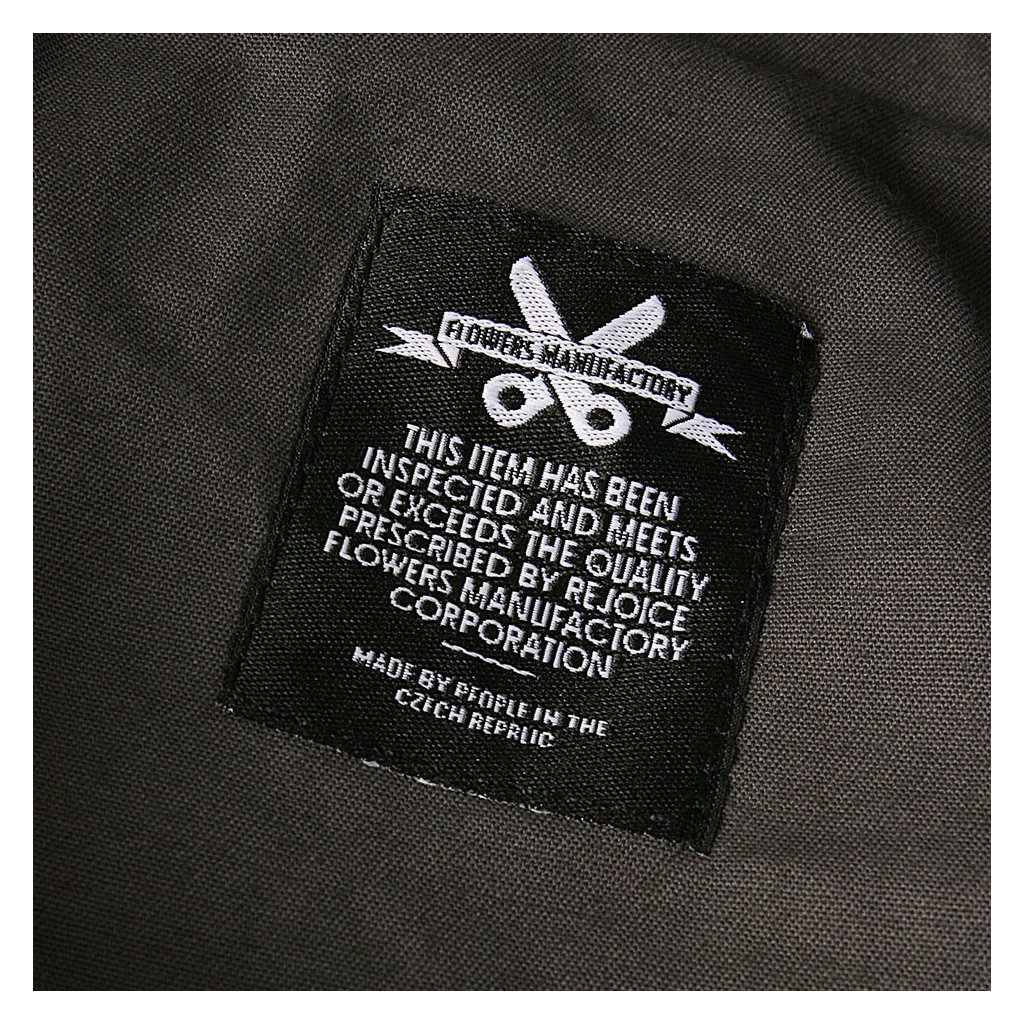 FLOWERS MANUFACTORY
THIS ITEM HAS BEEN
INSPECTED AND MEETS
OR EXCEEDS THE QUALITY
PRESCRIBED BY REJOICE
FLOWERS MANUFACTORY
CORPORATION
MADE BY PEOPLE IN THE
CZECH REPRLIC